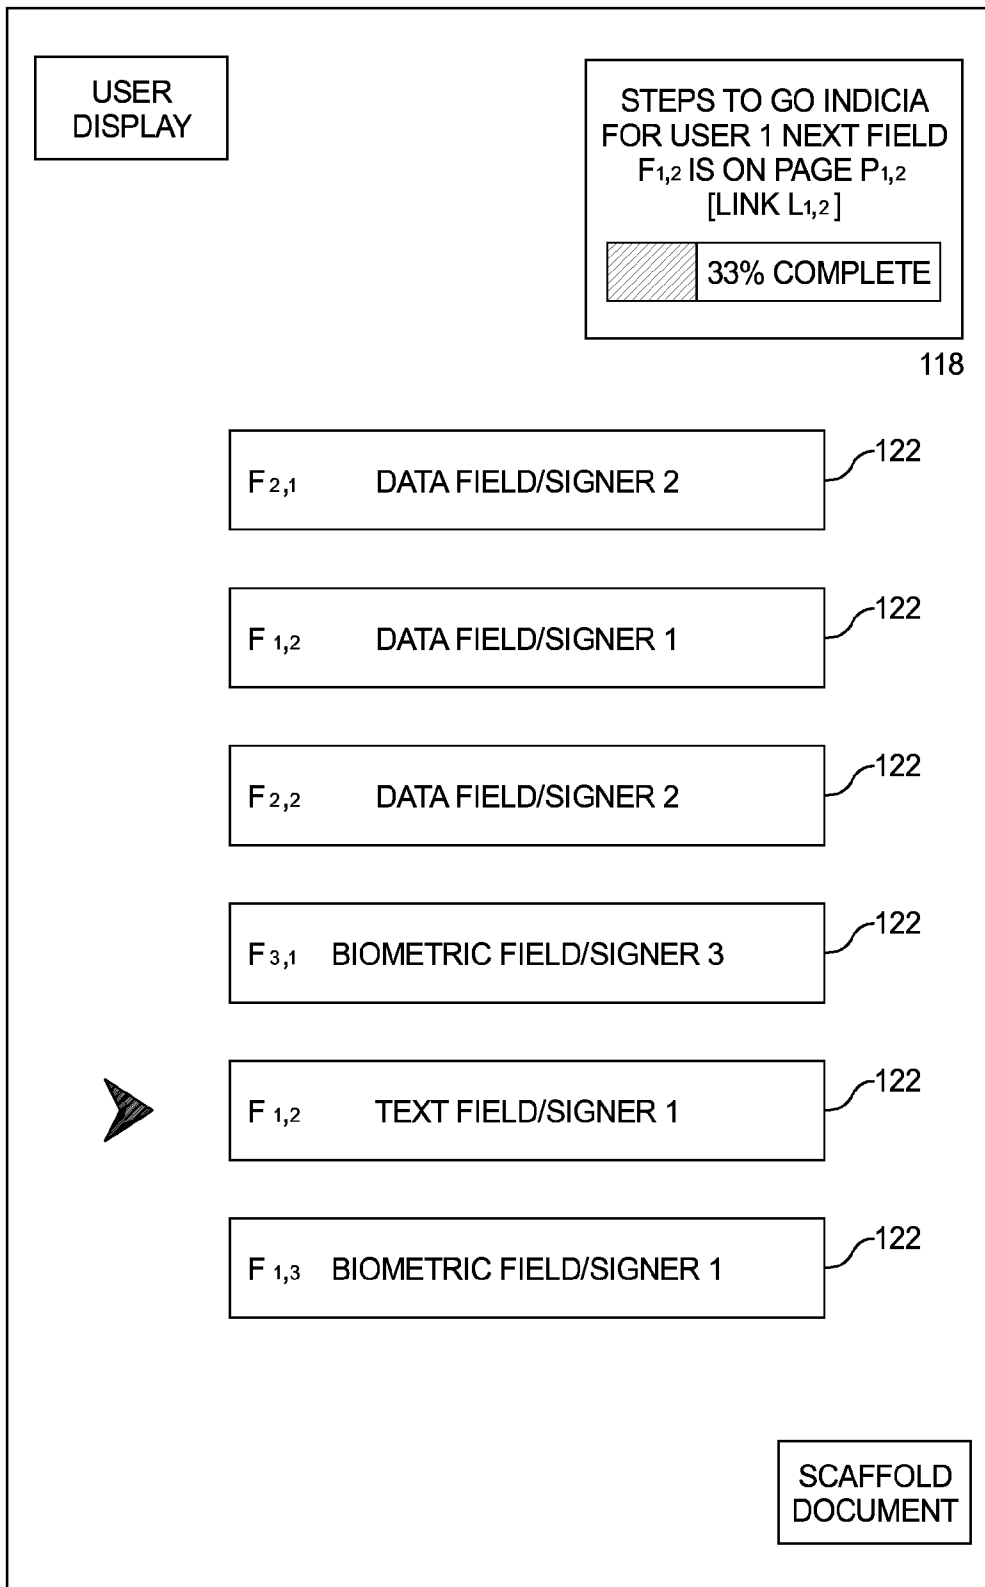 USER
DISPLAY
STEPS TO GO INDICIA
FOR USER 1 NEXT FIELD
F1,2 IS ON PAGE P1,2
[LINK L1,2]
33% COMPLETE
118
F2,1 DATA FIELD/SIGNER 2
122
F1,2 DATA FIELD/SIGNER 1
122
F2,2 DATA FIELD/SIGNER 2
122
F3,1 BIOMETRIC FIELD/SIGNER 3
122
F1,2 TEXT FIELD/SIGNER 1
122
F1,3 BIOMETRIC FIELD/SIGNER 1
122
SCAFFOLD
DOCUMENT